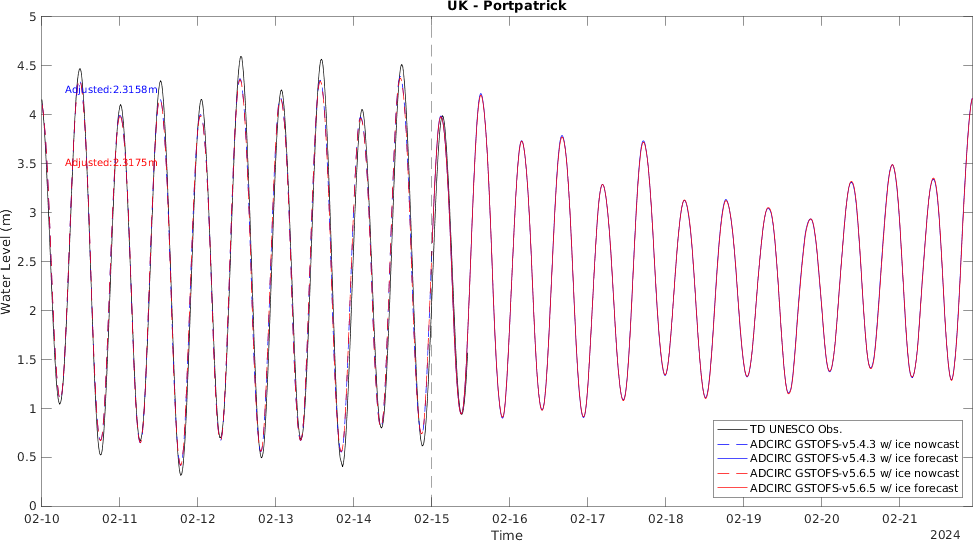 UK - Portpatrick
5
4.5
4
3.5
3
2.5
2
1.5
1
0.5
0
Water Level (m)
Adjusted:2.3158m
Adjusted:2.3175m
TD UNESCO Obs.
ADCIRC GSTOFS-v5.4.3 w/ ice nowcast
ADCIRC GSTOFS-v5.4.3 w/ ice forecast
ADCIRC GSTOFS-v5.6.5 w/ ice nowcast
ADCIRC GSTOFS-v5.6.5 w/ ice forecast
02-10 02-11 02-12 02-13 02-14 02-15 02-16 02-17 02-18 02-19 02-20 02-21
Time
2024